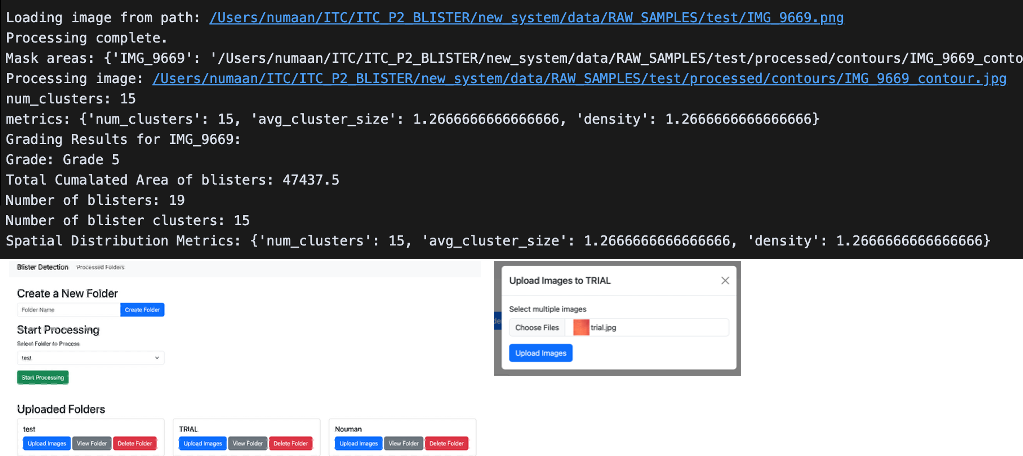 Loading image from path: /Users/numaan/ITC/ITC_P2_BLISTER/new_system/data/RAW_SAMPLES/test/IMG_9669.png
Processing complete.
Mask areas: {'IMG_9669': '/Users/numaan/ITC/ITC_P2_BLISTER/new_system/data/RAW_SAMPLES/test/processed/contours/IMG_9669_conto
Processing image: /Users/numaan/ITC/ITC_P2_BLISTER/new_system/data/RAW_SAMPLES/test/processed/contours/IMG_9669_contour.jpg
num_clusters: 15
metrics: {'num_clusters': 15, 'avg_cluster_size': 1.2666666666666666, 'density': 1.2666666666666666}
Grading Results for IMG_9669:
Grade: Grade 5
Total Cumalated Area of blisters: 47437.5
Number of blisters: 19
Number of blister clusters: 15
Spatial Distribution Metrics: {'num_clusters': 15, 'avg_cluster_size': 1.2666666666666666, 'density': 1.2666666666666666}
Blister Detection Processed Folders
Create a New Folder
Folder Name Create Folder
Start Processing
Select Folder to Process
test
Start Processing
Uploaded Folders
test
Upload Images View Folder Delete Folder
TRIAL
Upload Images View Folder Delete Folder
Nouman
Upload Images View Folder Delete Folder
Upload Images to TRIAL
Select multiple images
Choose Files trial.jpg
Upload Images